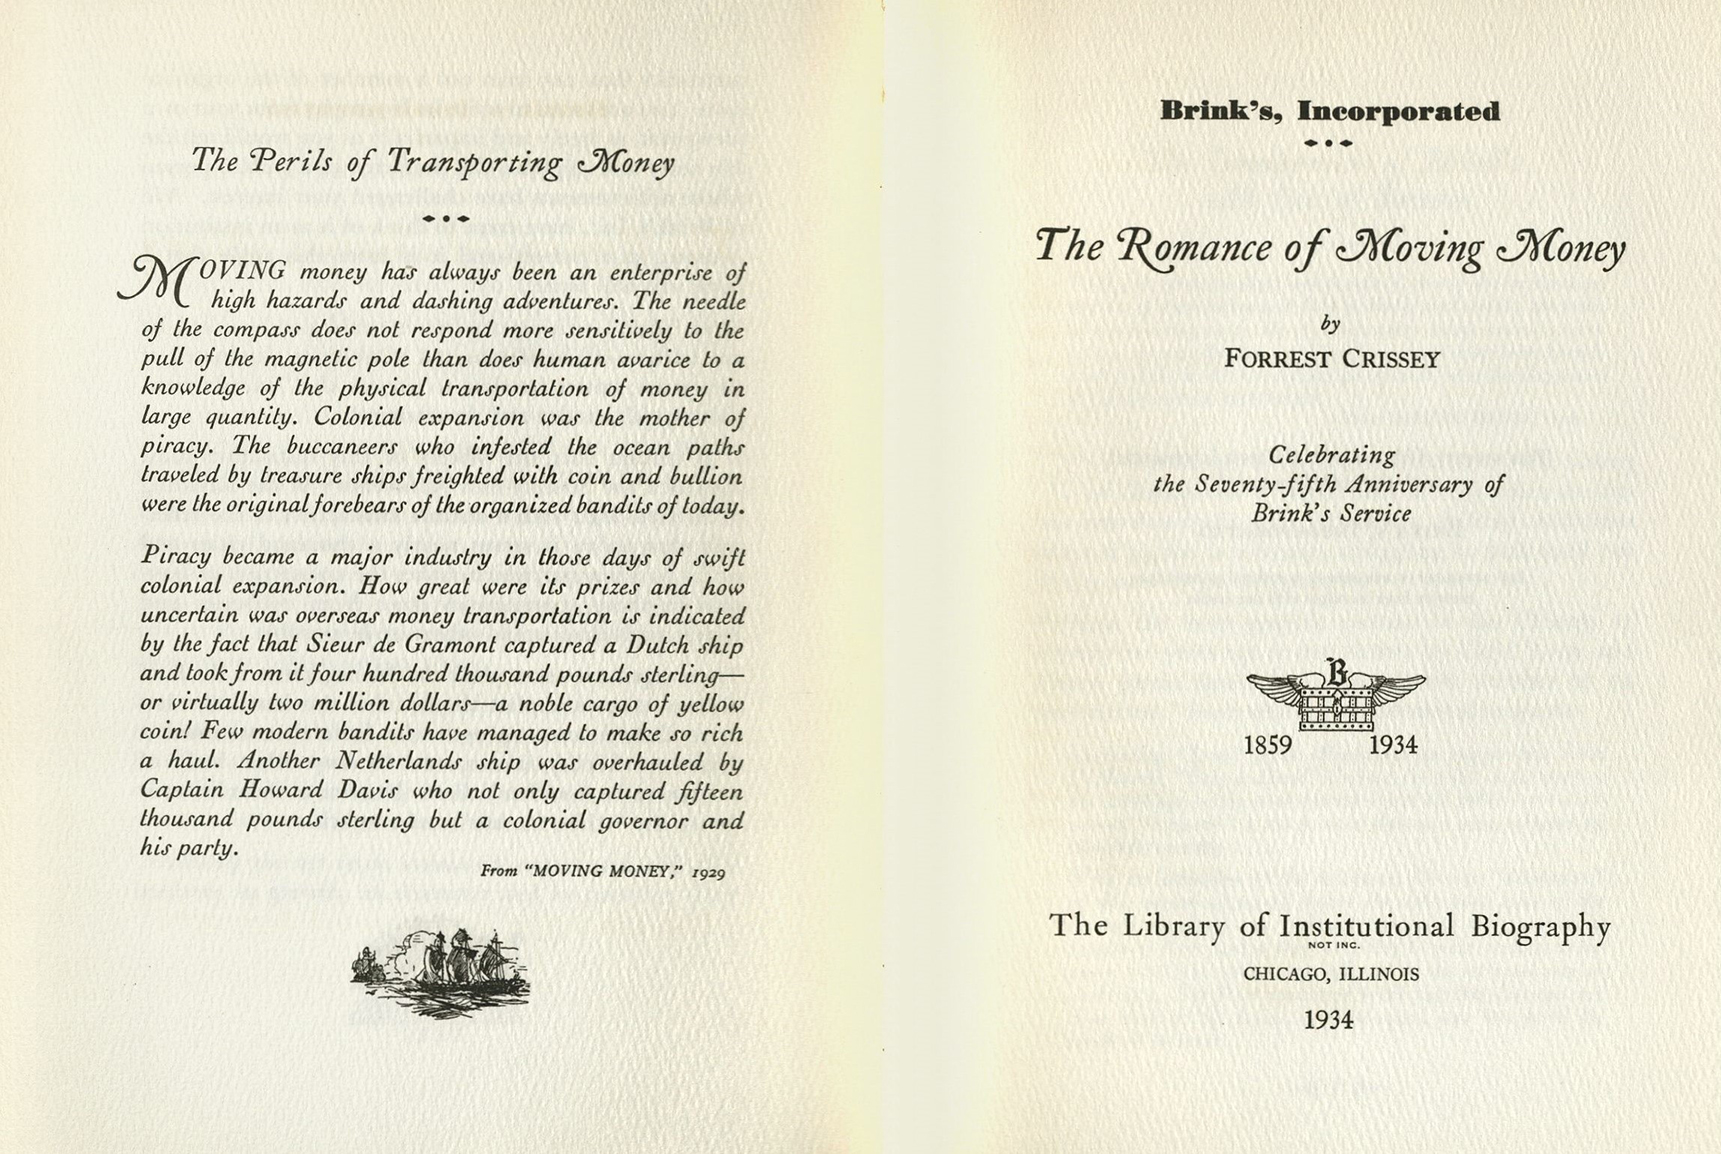 The Perils of Transporting Money
MOVING money has always been an enterprise of
high hazards and dashing adventures. The needle
of the compass does not respond more sensitively to the
pull of the magnetic pole than does human avarice to a
knowledge of the physical transportation of money in
large quantity. Colonial expansion was the mother of
piracy. The buccaneers who infested the ocean paths
traveled by treasure ships freighted with coin and bullion
were the original forebears of the organized bandits of today.
Piracy became a major industry in those days of swift
colonial expansion. How great were its prizes and how
uncertain was overseas money transportation is indicated
by the fact that Sieur de Gramont captured a Dutch ship
and took from it four hundred thousand pounds sterling—
or virtually two million dollars—a noble cargo of yellow
coin! Few modern bandits have managed to make so rich
a haul. Another Netherlands ship was overhauled by
Captain Howard Davis who not only captured fifteen
thousand pounds sterling but a colonial governor and
his party.
From "MOVING MONEY," 1929
Brink's, Incorporated
The Romance of Moving Money
by
FORREST CRISSEY
Celebrating
the Seventy-fifth Anniversary of
Brink's Service
B
1859 1934
The Library of Institutional Biography
NOT INC.
CHICAGO, ILLINOIS
1934